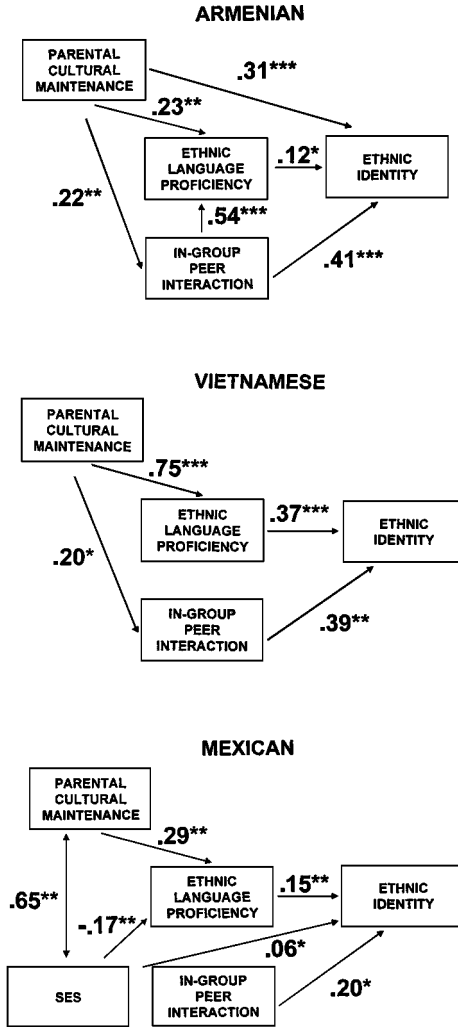 ARMENIAN
PARENTAL
CULTURAL
MAINTENANCE
.31***
.23**
ETHNIC
LANGUAGE
PROFICIENCY
.12*
ETHNIC
IDENTITY
.22**
.54***
IN-GROUP
PEER
INTERACTION
.41***
VIETNAMESE
PARENTAL
CULTURAL
MAINTENANCE
.75***
ETHNIC
LANGUAGE
PROFICIENCY
.37***
ETHNIC
IDENTITY
.20*
IN-GROUP
PEER
INTERACTION
.39**
MEXICAN
PARENTAL
CULTURAL
MAINTENANCE
.29**
ETHNIC
LANGUAGE
PROFICIENCY
.15**
ETHNIC
IDENTITY
.65**
-.17**
.06*
SES
IN-GROUP
PEER
INTERACTION
.20*